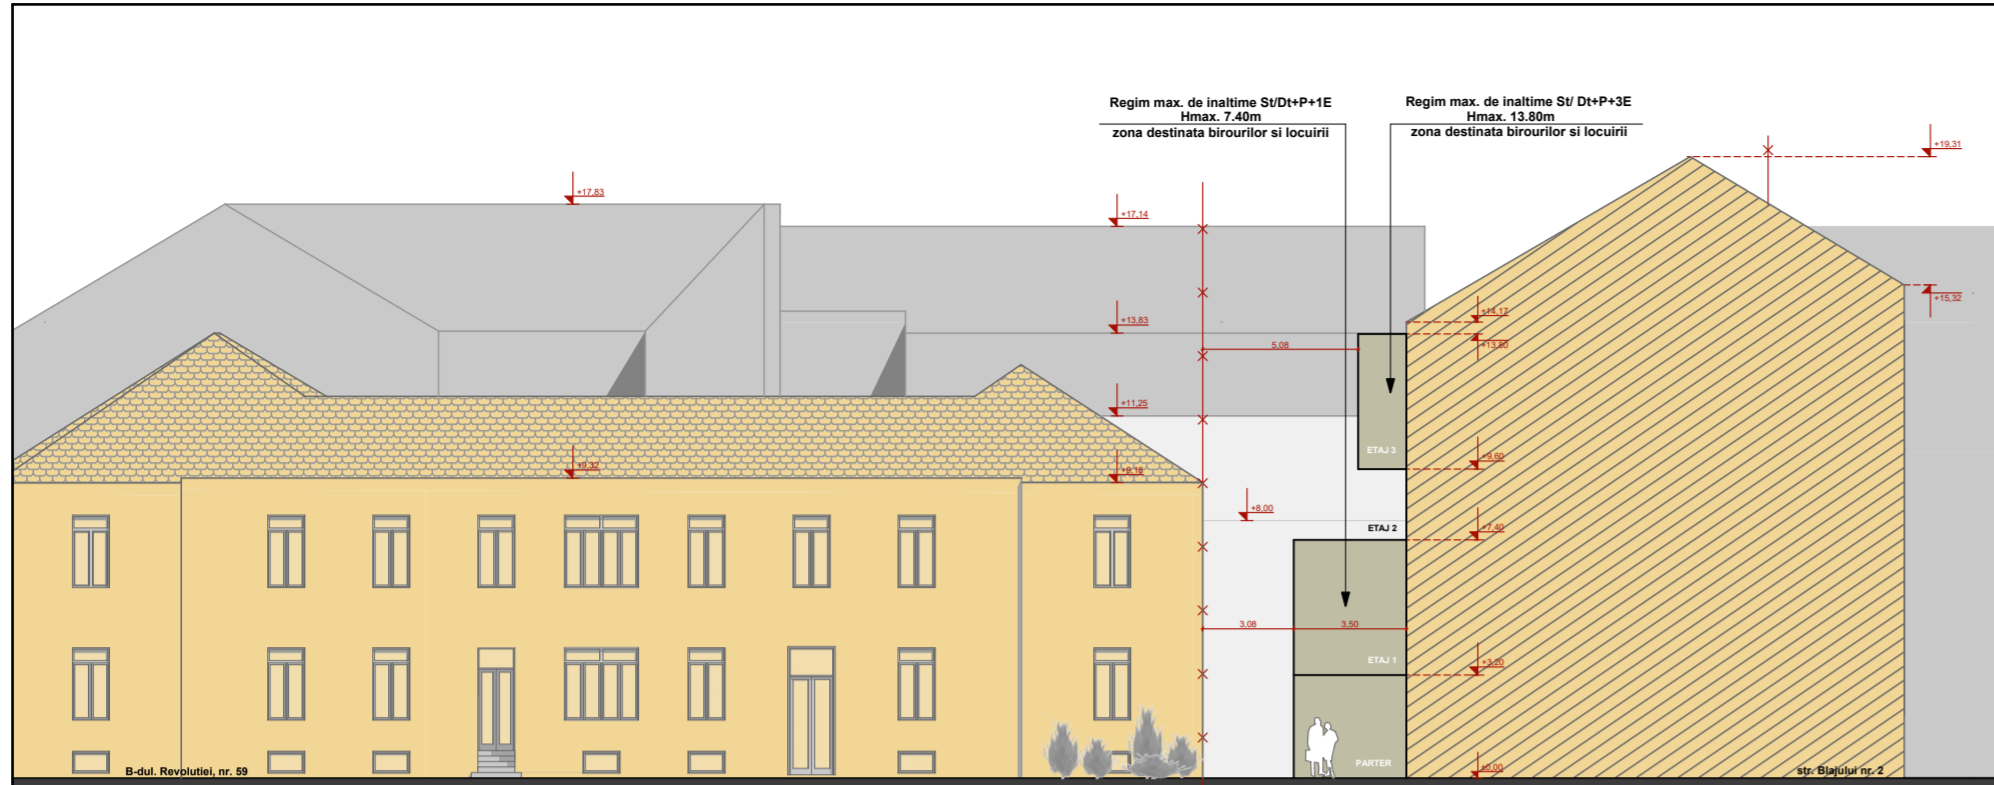 Regim max. de inaltime St/Dt+P+1E
Hmax. 7.40m
zona destinata birourilor si locuirii
Regim max. de inaltime St/ Dt+P+3E
Hmax. 13.80m
zona destinata birourilor si locuirii
+19,31
+17,83
+17,14
+15,32
+14,17
+13,83
+13,80
5,08
+11,25
ETAJ 3
+9,60
+9,32
+9,18
+8,00
ETAJ 2
+7,40
3,08
3,50
ETAJ 1
+3,20
PARTER
±0,00
B-dul. Revolutiei, nr. 59
str. Blajului nr. 2